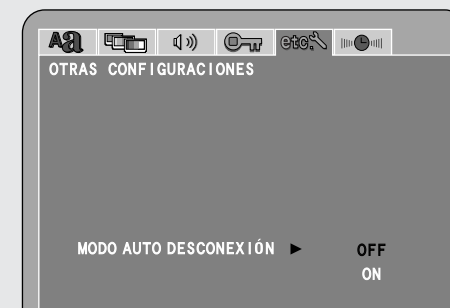 Aa etc.
OTRAS CONFIGURACIONES
MODO AUTO DESCONEXIÓN ► OFF
ON